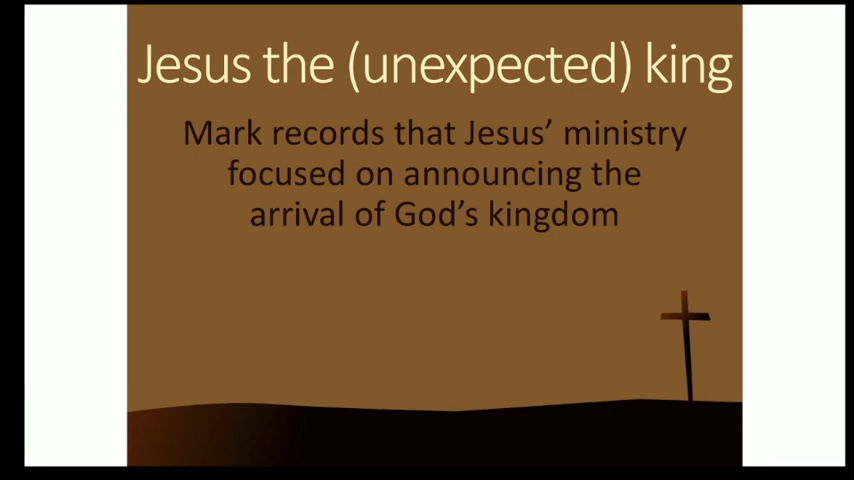 Jesus the (unexpected) king
Mark records that Jesus’ ministry
focused on announcing the
arrival of God’s kingdom